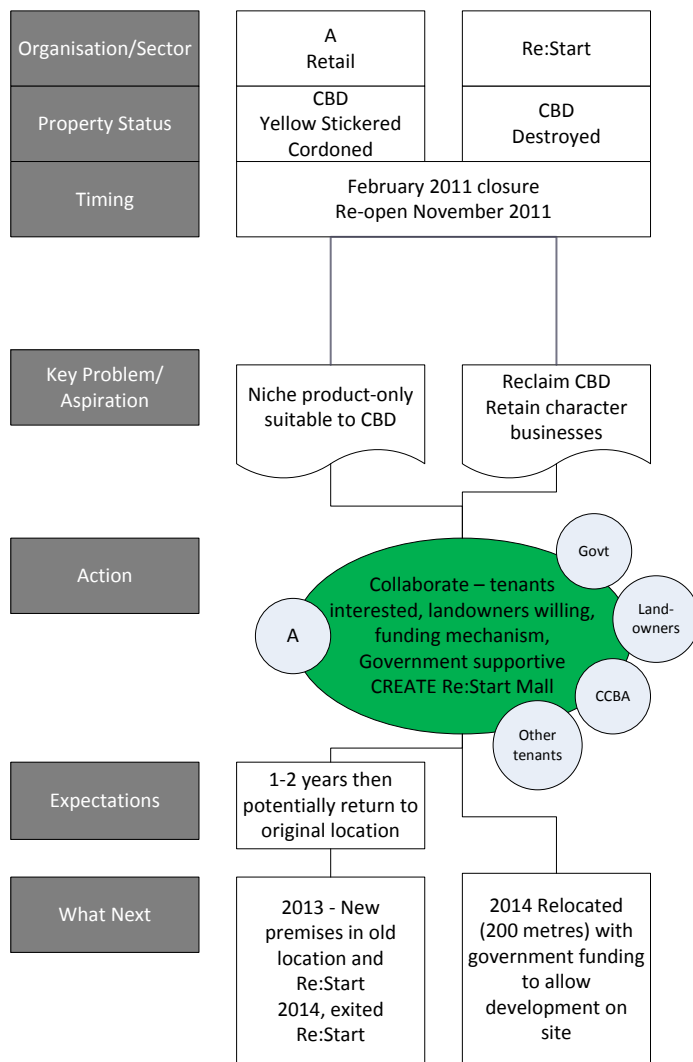 Organisation/Sector
A
Retail
Re:Start
Property Status
CBD
Yellow Stickered
Cordoned
CBD
Destroyed
Timing
February 2011 closure
Re-open November 2011
Key Problem/
Aspiration
Niche product-only
suitable to CBD
Reclaim CBD
Retain character
businesses
Action
A
Collaborate – tenants
interested, landowners willing,
funding mechanism,
Government supportive
CREATE Re:Start Mall
Govt
Land-
owners
CCBA
Other
tenants
Expectations
1-2 years then
potentially return to
original location
What Next
2013 - New
premises in old
location and
Re:Start
2014, exited
Re:Start
2014 Relocated
(200 metres) with
government funding
to allow
development on
site